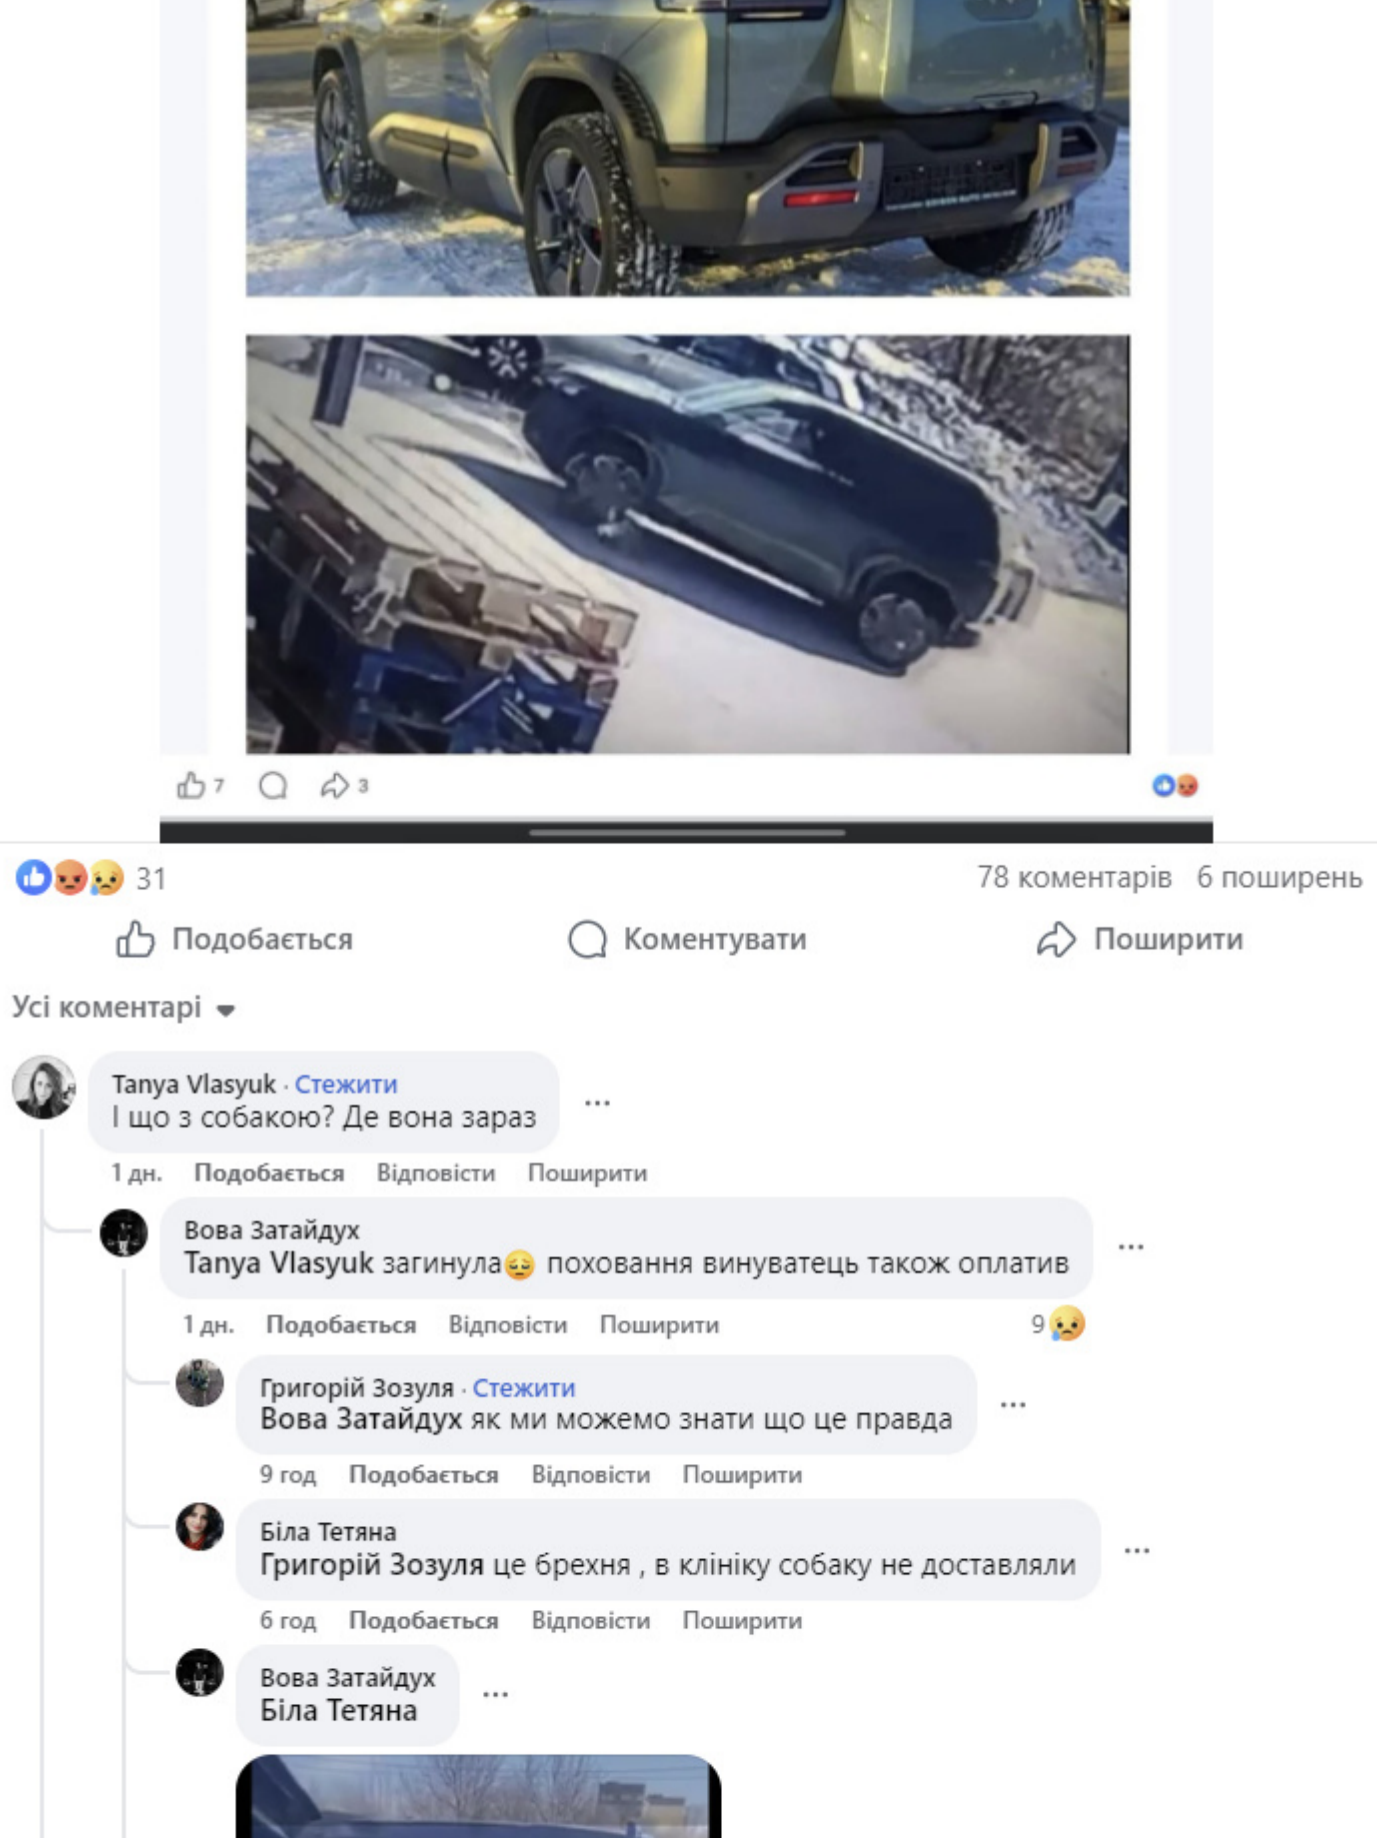 7
3
31
78 коментарів 6 поширень
Подобається Коментувати Поширити
Усі коментарі
Tanya Vlasyuk · Стежити
І що з собакою? Де вона зараз
1 дн. Подобається Відповісти Поширити
Вова Затайдух
Tanya Vlasyuk загинула😔 поховання винуватець також оплатив
1 дн. Подобається Відповісти Поширити 9
Григорій Зозуля · Стежити
Вова Затайдух як ми можемо знати що це правда
9 год Подобається Відповісти Поширити
Біла Тетяна
Григорій Зозуля це брехня , в клініку собаку не доставляли
6 год Подобається Відповісти Поширити
Вова Затайдух
Біла Тетяна